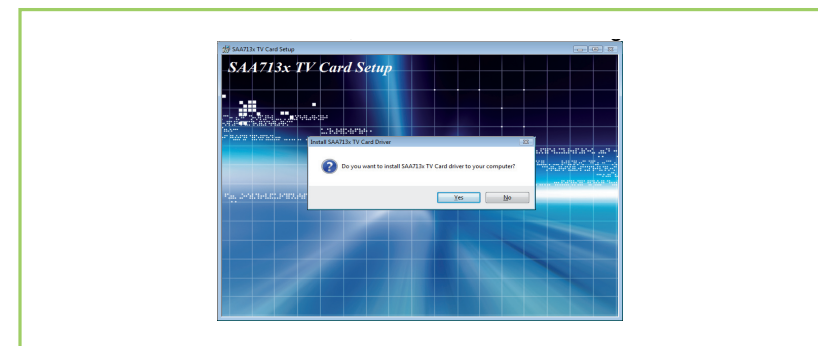 SAA713x TV Card Setup
SAA713x TV Card Setup
Install SAA713x TV Card Driver
Do you want to install SAA713x TV Card driver to your computer?
Yes No